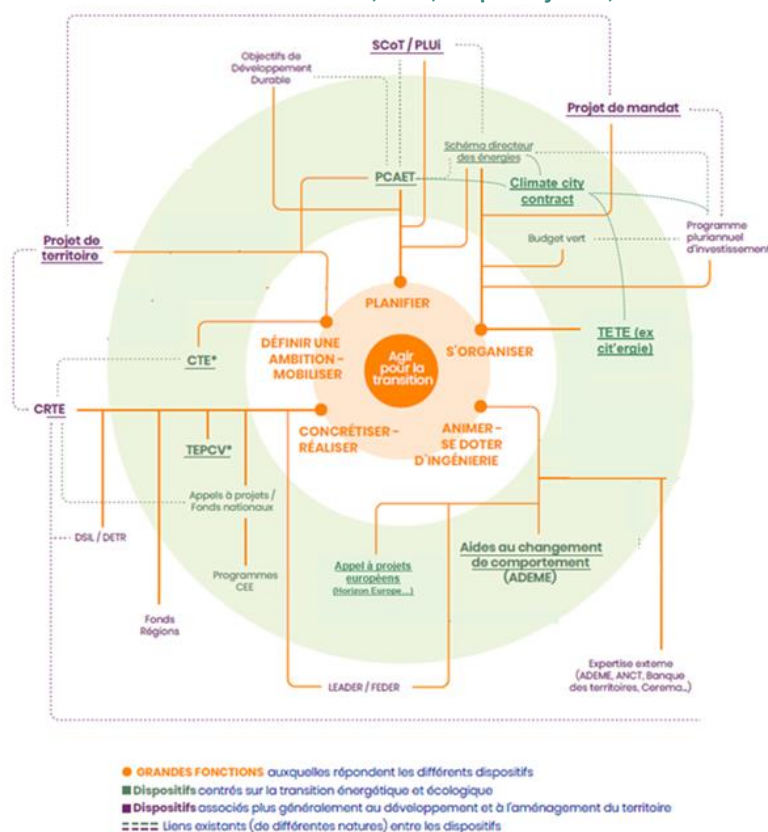 SCoT / PLUi
Objectifs de
Développement
Durable
Projet de mandat
Schéma directeur
des énergies
PCAET
Climate city
contract
Projet de
territoire
Budget vert
Programme
pluriannuel
d'investissement
PLANIFIER
DÉFINIR UNE
AMBITION –
MOBILISER
Agir
pour la
transition
S'ORGANISER
TETE (ex
cit'ergie)
CTE*
CRTE
CONCRÉTISER –
RÉALISER
ANIMER –
SE DOTER
D'INGÉNIERIE
TEPCV*
Appels à projets /
Fonds nationaux
DSIL / DETR
Programmes
CEE
Appel à projets
européens
(Horizon Europe...)
Aides au changement
de comportement
(ADEME)
Fonds
Régions
LEADER / FEDER
Expertise externe
(ADEME, ANCT, Banque
des territoires, Cerema...)
GRANDES FONCTIONS auxquelles répondent les différents dispositifs
Dispositifs centrés sur la transition énergétique et écologique
Dispositifs associés plus généralement au développement et à l'aménagement du territoire
Liens existants (de différentes natures) entre les dispositifs